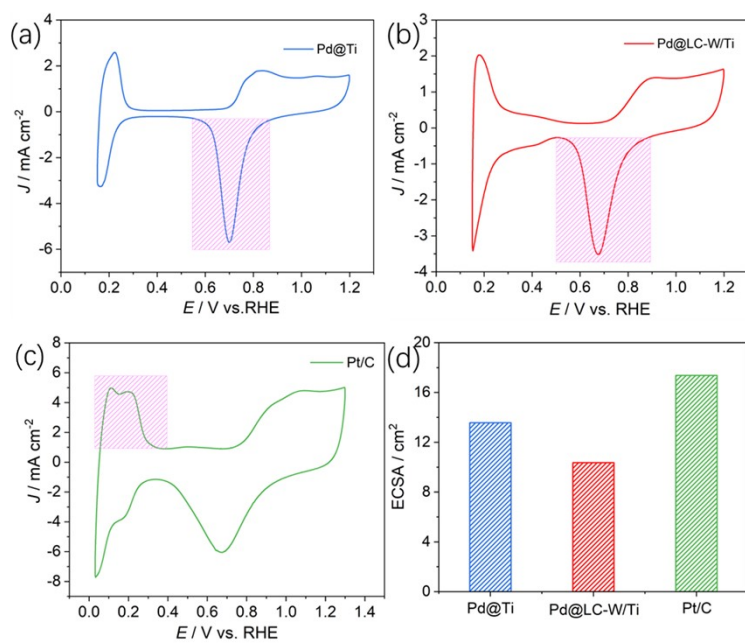 (a)
Pd@Ti
J / mA cm⁻²
4
2
0
2
4
-6
0.0 0.2 0.4 0.6 0.8 1.0 1.2
E / V vs.RHE
(b)
Pd@LC-W/Ti
J / mA cm⁻²
3
2
1
0
-1
-2
-3
-4
0.0 0.2 0.4 0.6 0.8 1.0 1.2
E / V vs.RHE
(c)
Pt/C
J / mA cm⁻²
8
6
4
2
0
-2
-4
-6
-8
0.0 0.2 0.4 0.6 0.8 1.0 1.2 1.4
E / V vs. RHE
(d)
ECSA / cm²
20
16
12
8
4
0
Pd@Ti Pd@LC-W/Ti Pt/C